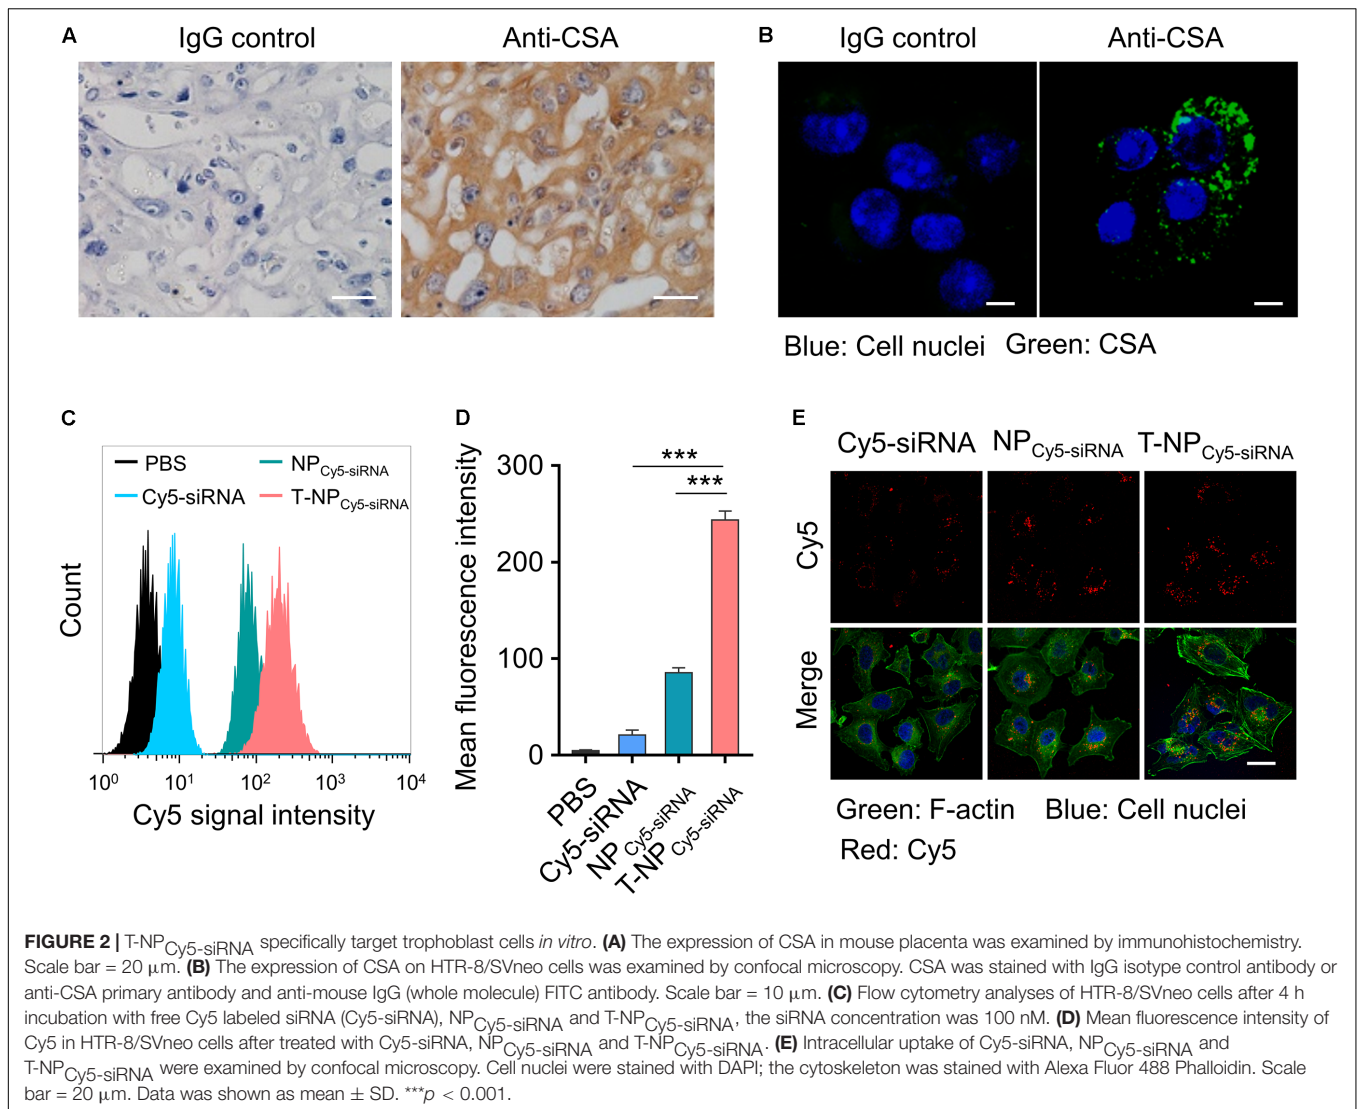 A
IgG control
Anti-CSA
B
IgG control
Anti-CSA
Blue: Cell nuclei Green: CSA
C
PBS
NPCy5-siRNA
Cy5-siRNA
T-NPCy5-siRNA
Count
10⁰ 10¹ 10² 10³ 10⁴
Cy5 signal intensity
D
Mean fluorescence intensity
300
200
100
0
***
***
PBS
Cy5-siRNA
NP Cy5-siRNA
T-NP Cy5-siRNA
E
Cy5-siRNA NPCy5-siRNA T-NPCy5-siRNA
Cy5
Merge
Green: F-actin Blue: Cell nuclei
Red: Cy5
FIGURE 2 | T-NPCy5-siRNA specifically target trophoblast cells in vitro. (A) The expression of CSA in mouse placenta was examined by immunohistochemistry.
Scale bar = 20 μm. (B) The expression of CSA on HTR-8/SVneo cells was examined by confocal microscopy. CSA was stained with IgG isotype control antibody or
anti-CSA primary antibody and anti-mouse IgG (whole molecule) FITC antibody. Scale bar = 10 μm. (C) Flow cytometry analyses of HTR-8/SVneo cells after 4 h
incubation with free Cy5 labeled siRNA (Cy5-siRNA), NPCy5-siRNA and T-NPCy5-siRNA, the siRNA concentration was 100 nM. (D) Mean fluorescence intensity of
Cy5 in HTR-8/SVneo cells after treated with Cy5-siRNA, NPCy5-siRNA and T-NPCy5-siRNA. (E) Intracellular uptake of Cy5-siRNA, NPCy5-siRNA and
T-NPCy5-siRNA were examined by confocal microscopy. Cell nuclei were stained with DAPI; the cytoskeleton was stained with Alexa Fluor 488 Phalloidin. Scale
bar = 20 μm. Data was shown as mean ± SD. ***p < 0.001.